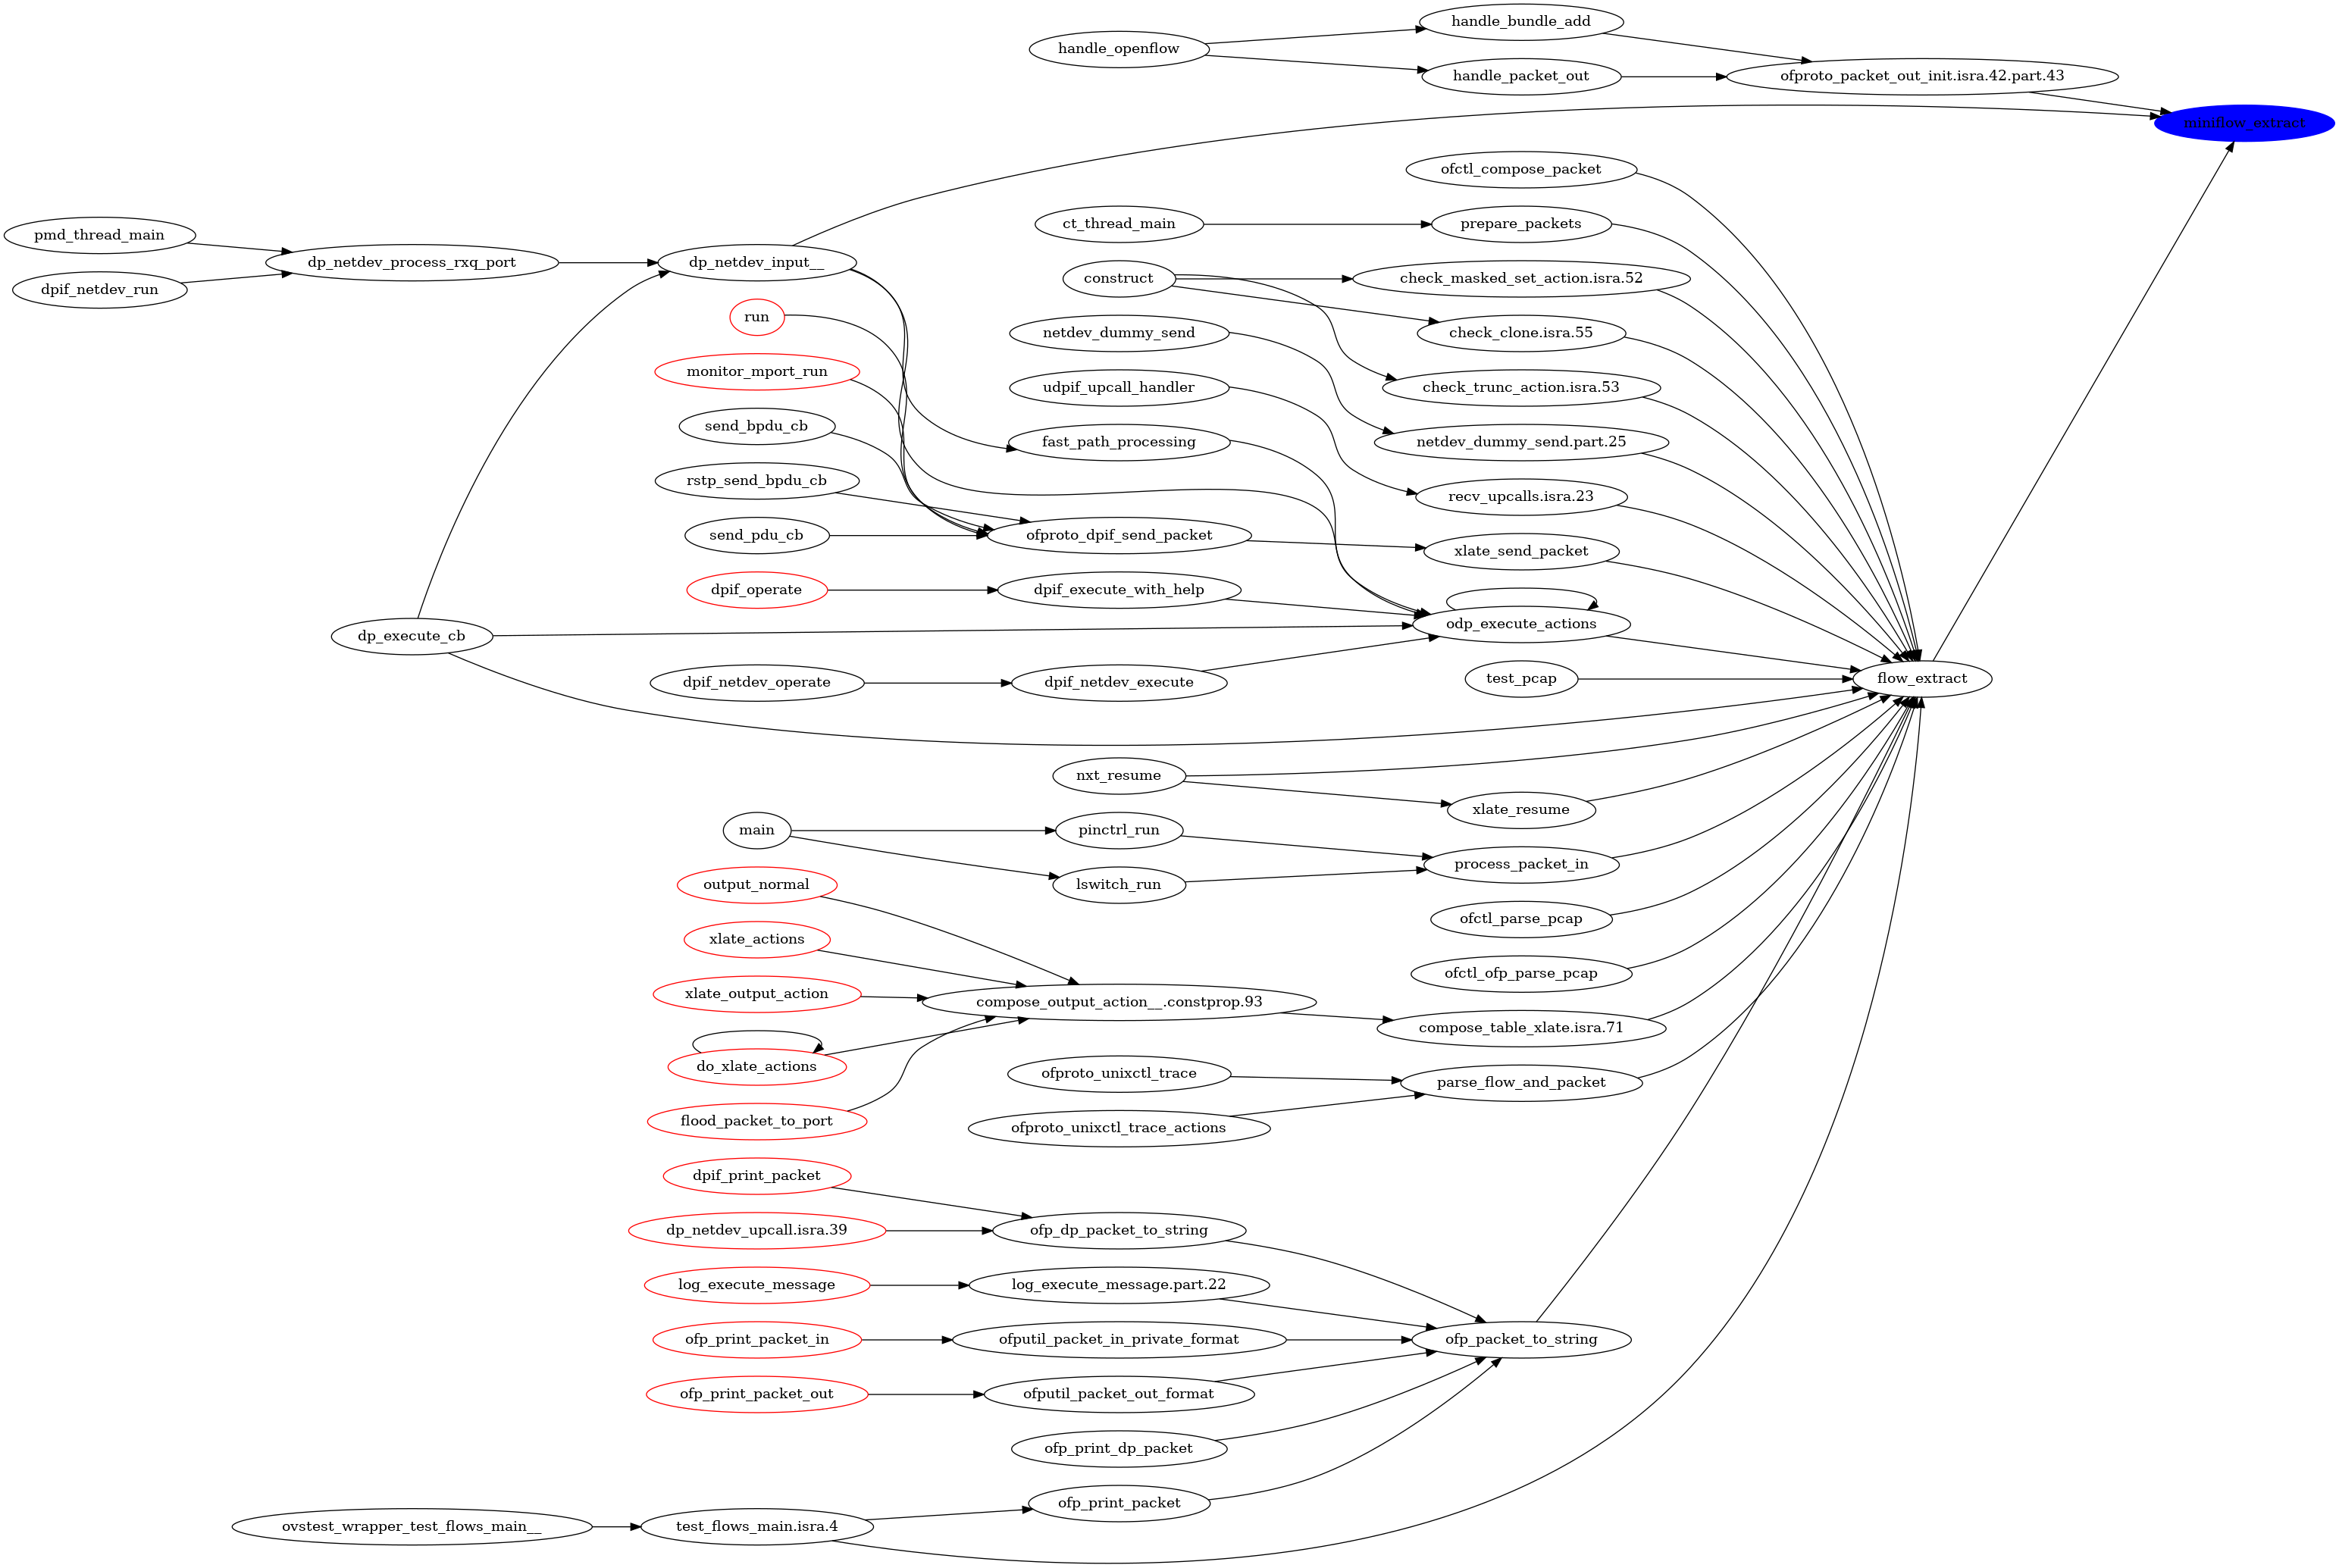 handle_bundle_add
handle_openflow
handle_packet_out
ofproto_packet_out_init.isra.42.part.43
miniflow_extract
ofctl_compose_packet
ct_thread_main
prepare_packets
pmd_thread_main
dp_netdev_process_rxq_port
dp_netdev_input__
dpif_netdev_run
construct
check_masked_set_action.isra.52
run
netdev_dummy_send
check_clone.isra.55
monitor_mport_run
udpif_upcall_handler
check_trunc_action.isra.53
send_bpdu_cb
fast_path_processing
netdev_dummy_send.part.25
rstp_send_bpdu_cb
recv_upcalls.isra.23
send_pdu_cb
ofproto_dpif_send_packet
xlate_send_packet
dpif_operate
dpif_execute_with_help
odp_execute_actions
dp_execute_cb
dpif_netdev_operate
dpif_netdev_execute
test_pcap
flow_extract
nxt_resume
xlate_resume
main
pinctrl_run
process_packet_in
output_normal
lswitch_run
ofctl_parse_pcap
xlate_actions
ofctl_ofp_parse_pcap
xlate_output_action
compose_output_action__.constprop.93
compose_table_xlate.isra.71
do_xlate_actions
ofproto_unixctl_trace
parse_flow_and_packet
flood_packet_to_port
ofproto_unixctl_trace_actions
dpif_print_packet
dp_netdev_upcall.isra.39
ofp_dp_packet_to_string
log_execute_message
log_execute_message.part.22
ofp_print_packet_in
ofputil_packet_in_private_format
ofp_packet_to_string
ofp_print_packet_out
ofputil_packet_out_format
ofp_print_dp_packet
ofp_print_packet
ovstest_wrapper_test_flows_main__
test_flows_main.isra.4